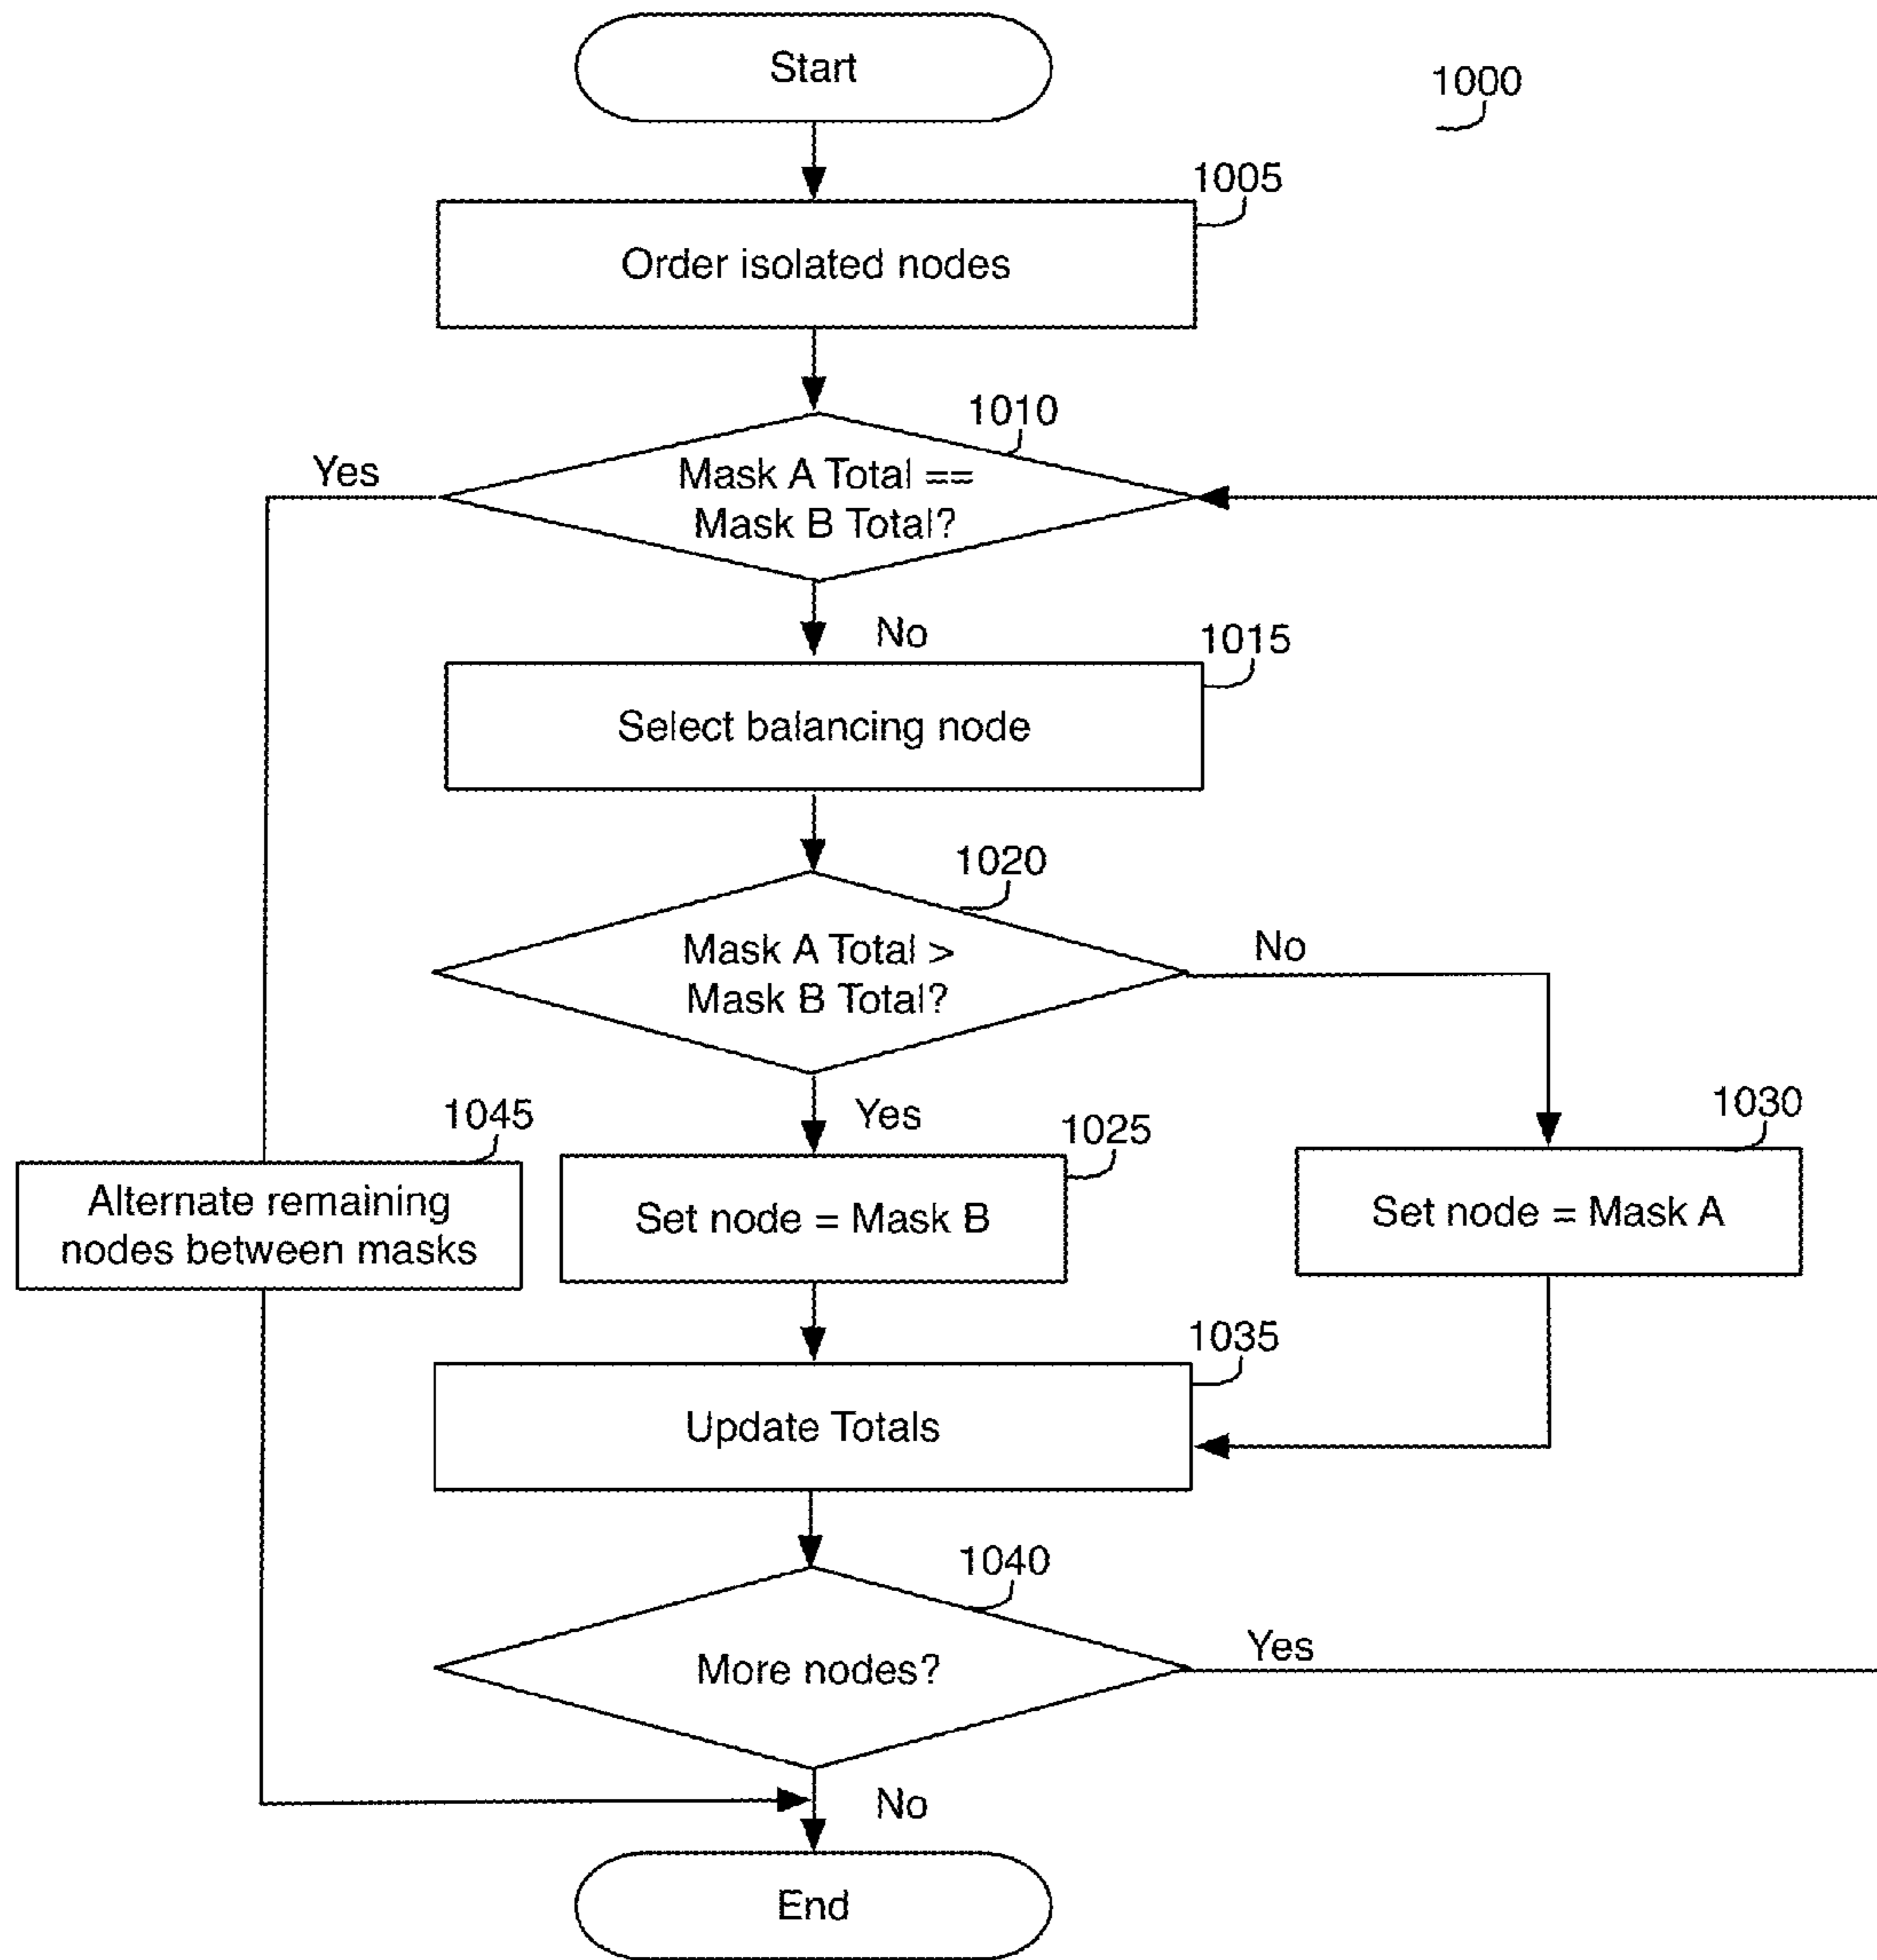 Start
1000
1005
Order isolated nodes
1010
Yes
Mask A Total ==
Mask B Total?
No
1015
Select balancing node
1020
Mask A Total >
Mask B Total?
No
Yes
1045
Alternate remaining
nodes between masks
1025
Set node = Mask B
1030
Set node = Mask A
1035
Update Totals
1040
More nodes?
Yes
No
End